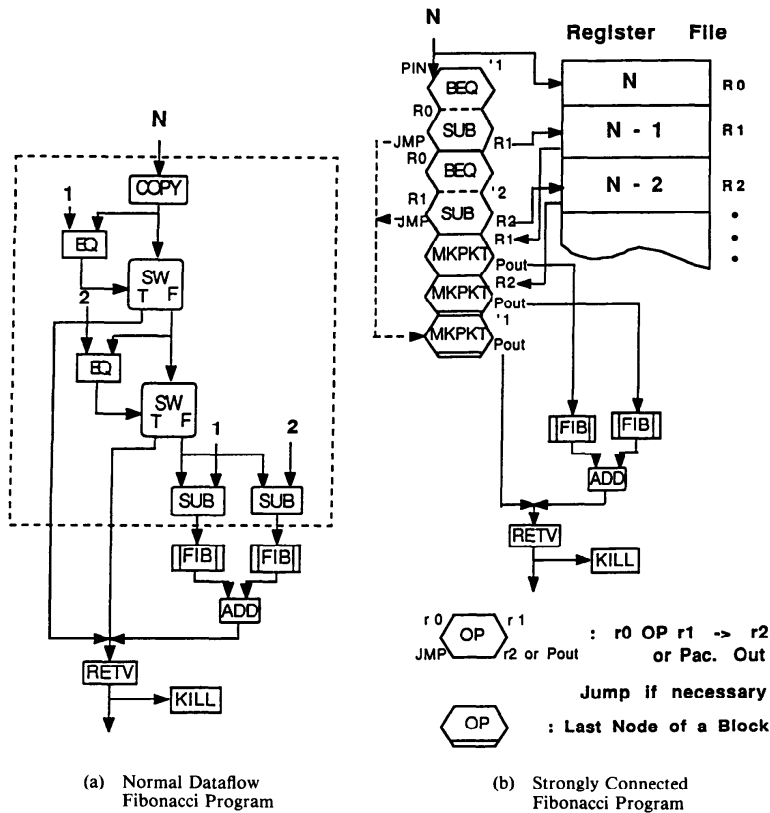 N
COPY
1
EQ
SW
T F
2
EQ
SW
T F
1
2
SUB
SUB
FIB
FIB
ADD
RETV
KILL
(a) Normal Dataflow
Fibonacci Program
N
Register File
PIN
'1
BEQ
N
R0
R0
SUB
JMP
R1
N - 1
R1
R0
BEQ
R1
'2
N - 2
R2
SUB
JMP
R2
R1
MKPKT
Pout
R2
MKPKT
Pout
'1
MKPKT
Pout
FIB
FIB
ADD
RETV
KILL
r0
r1
OP
JMP
r2 or Pout
: r0 OP r1 -> r2
or Pac. Out
Jump if necessary
OP
: Last Node of a Block
(b) Strongly Connected
Fibonacci Program